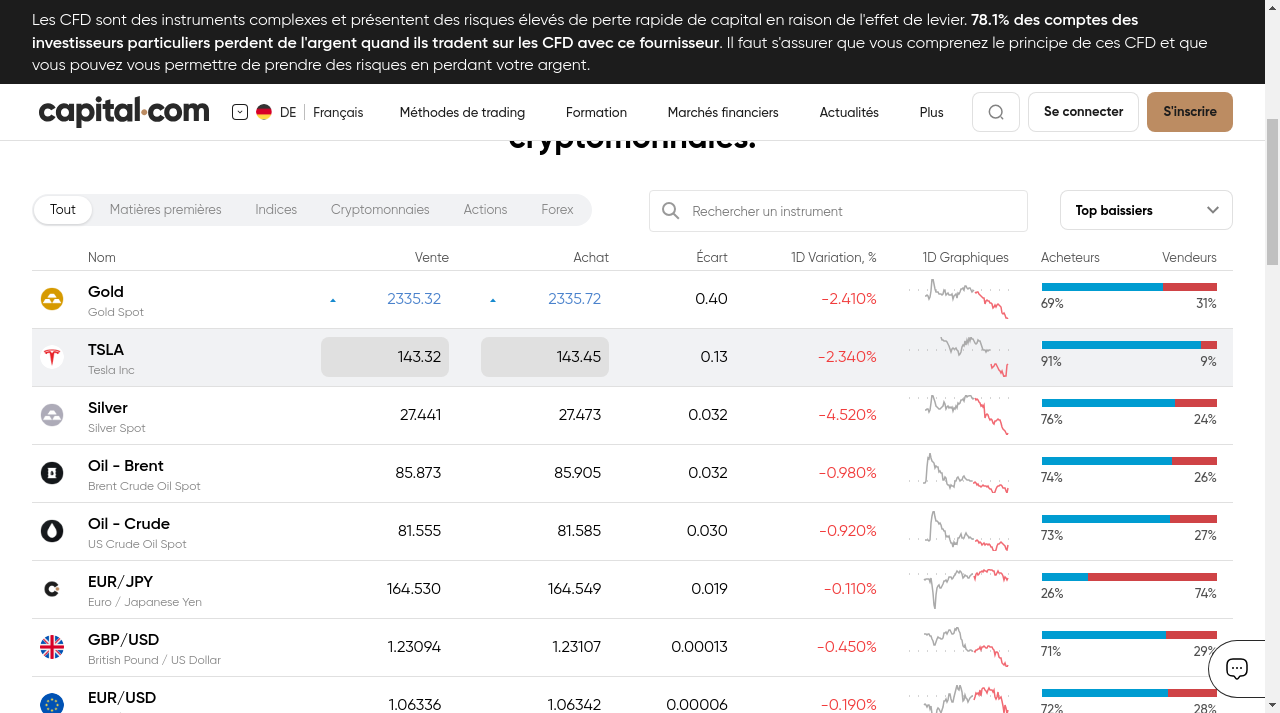 Les CFD sont des instruments complexes et présentent des risques élevés de perte rapide de capital en raison de l'effet de levier. 78.1% des comptes des
investisseurs particuliers perdent de l'argent quand ils tradent sur les CFD avec ce fournisseur. Il faut s'assurer que vous comprenez le principe de ces CFD et que
vous pouvez vous permettre de prendre des risques en perdant votre argent.
capital.com DE Français Méthodes de trading Formation Marchés financiers Actualités Plus Se connecter S'inscrire
cryptomonnaies.
Tout Matières premières Indices Cryptomonnaies Actions Forex Rechercher un instrument Top baissiers
Nom Vente Achat Écart 1D Variation, % 1D Graphiques Acheteurs Vendeurs
Gold 2335.32 2335.72 0.40 -2.410%
Gold Spot 69% 31%
TSLA 143.32 143.45 0.13 -2.340%
Tesla Inc 91% 9%
Silver 27.441 27.473 0.032 -4.520%
Silver Spot 76% 24%
Oil - Brent 85.873 85.905 0.032 -0.980%
Brent Crude Oil Spot 74% 26%
Oil - Crude 81.555 81.585 0.030 -0.920%
US Crude Oil Spot 73% 27%
EUR/JPY 164.530 164.549 0.019 -0.110%
Euro / Japanese Yen 26% 74%
GBP/USD 1.23094 1.23107 0.00013 -0.450%
British Pound / US Dollar 71% 29%
EUR/USD 1.06336 1.06342 0.00006 -0.190%
72% 28%